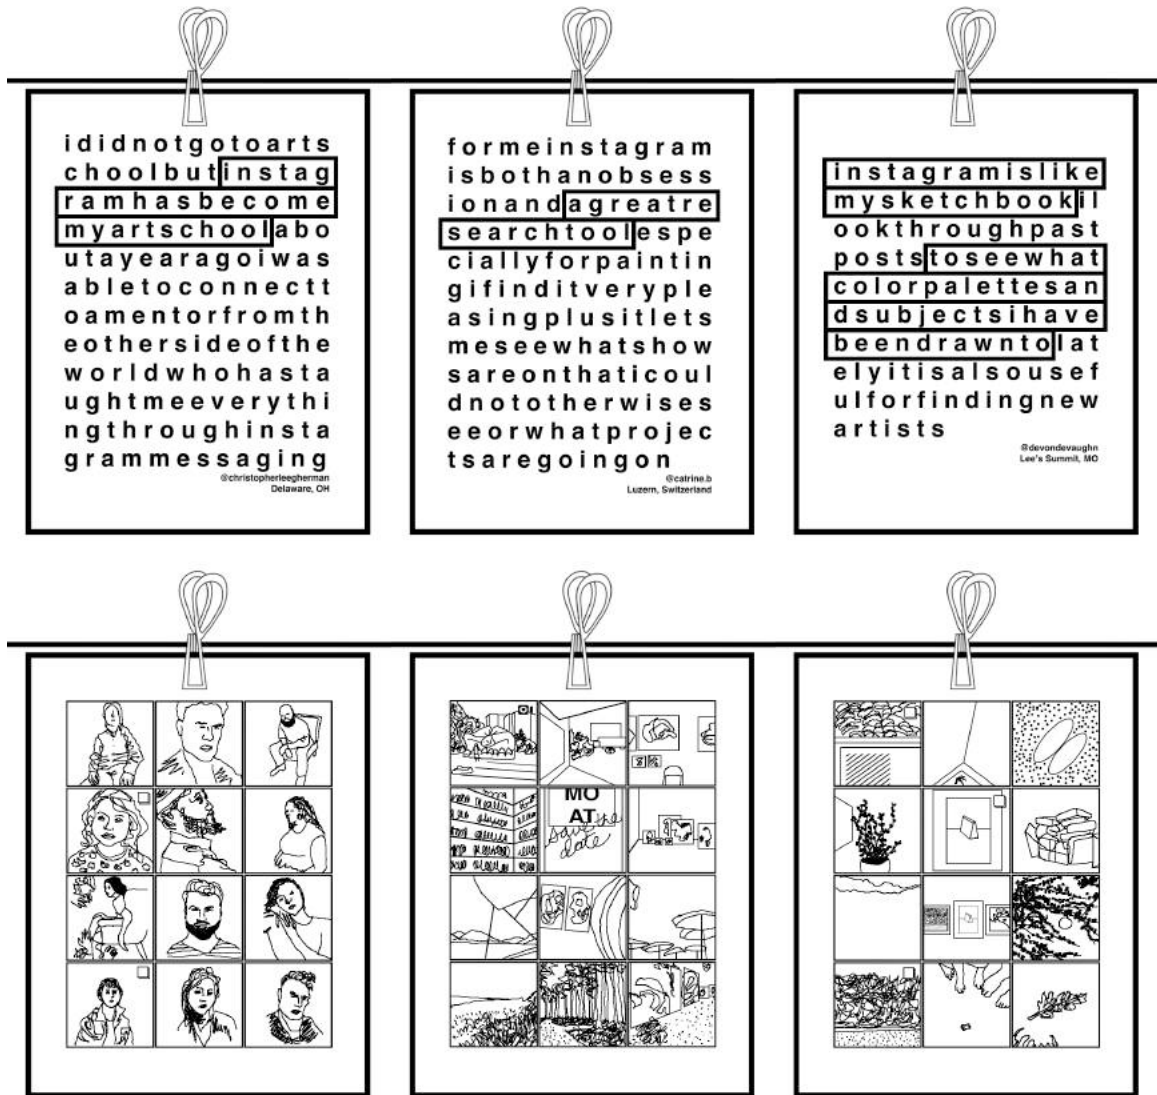 ididnotgotoarts
choolbutinstag
ramhasbecome
myartschoolabo
utayearagoiwas
abletoconnectt
oamentorfromth
eothersideofthe
worldwhohasta
ughtmeeverythi
ngthroughinsta
grammessaging
@christopherleegherman
Delaware, OH
formeinstagram
isbothanobsess
ionandagreatre
searchtoolespe
ciallyforpaintin
gifinditveryple
asingplusitlets
meseewhatshow
sareonthaticoul
dnototherwises
eeorwhatprojec
tsaregoingon
@catrine.b
Luzern, Switzerland
instagramislike
mysketchbookil
ookthroughpast
poststoseewhat
colorpalettesan
dsubjectsihave
beendrawntolat
elyitisalsousef
ulforfindingnew
artists
@devondevaughn
Lee's Summit, MO
MO
AT
save the
date